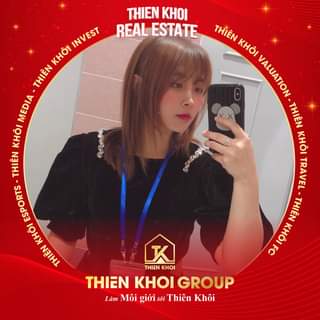 THIEN KHOI
REAL ESTATE
THIÊN KHÔI ESPORTS - THIÊN KHÔI MEDIA - THIÊN KHÔI INVEST
THIÊN KHÔI VALUATION - THIÊN KHÔI TRAVEL - THIÊN KHÔI FC
TK
THIEN KHOI
THIEN KHOI GROUP
Làm Môi giới tới Thiên Khôi